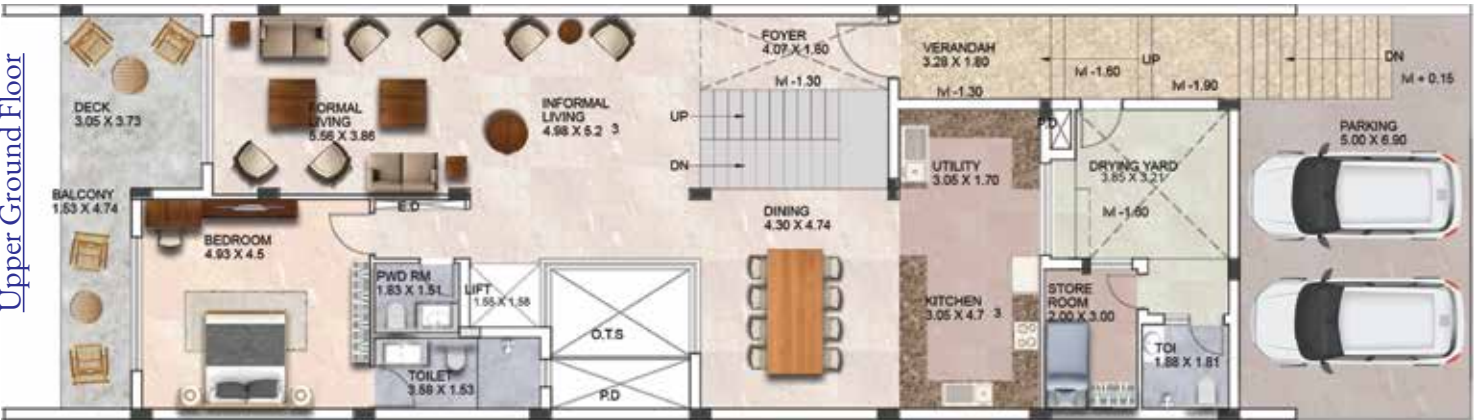 Upper Ground Floor
DECK
3.05 X 3.73
BALCONY
1.53 X 4.74
FORMAL
LIVING
5.56 X 3.86
INFORMAL
LIVING
4.98 X 5.2 3
FOYER
4.07 X 1.60
lvl -1.30
UP
DN
VERANDAH
3.28 X 1.80
lvl -1.30
UP
lvl -1.60
lvl -1.90
DN
lvl + 0.15
PARKING
5.00 X 6.90
P.D
UTILITY
3.05 X 1.70
DRYING YARD
3.85 X 3.21
lvl -1.60
E.D
BEDROOM
4.93 X 4.5
DINING
4.30 X 4.74
PWD RM
1.63 X 1.51
LIFT
1.55 X 1.58
O.T.S
P.D
TOILET
3.58 X 1.53
KITCHEN
3.05 X 4.7 3
STORE
ROOM
2.00 X 3.00
TOI
1.88 X 1.81